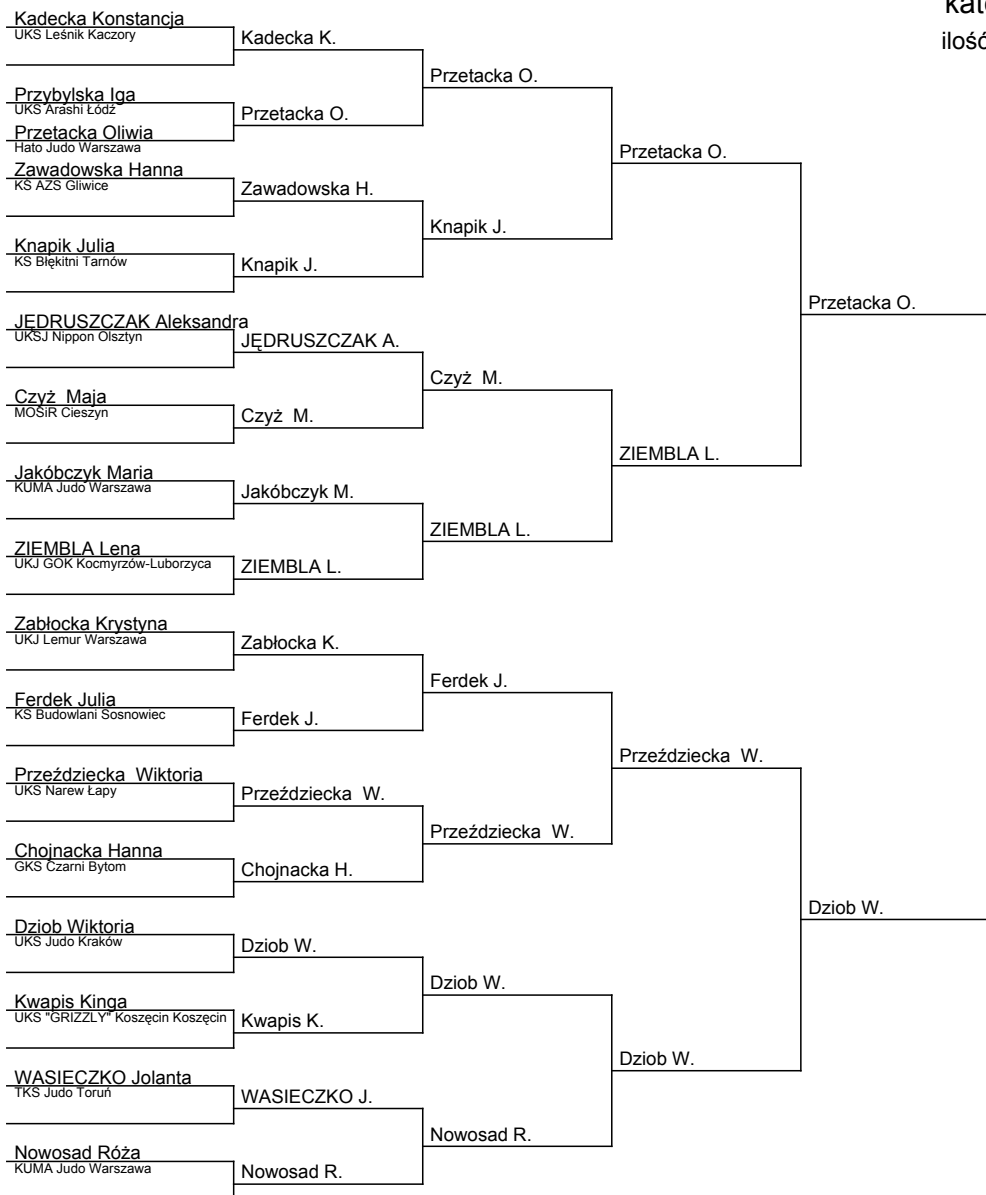 kate
ilość
Kadecka Konstancja
UKS Leśnik Kaczory
Przybylska Iga
UKS Arashi Łódź
Przetacka Oliwia
Hato Judo Warszawa
Zawadowska Hanna
KS AZS Gliwice
Knapik Julia
KS Błękitni Tarnów
JĘDRUSZCZAK Aleksandra
UKSJ Nippon Olsztyn
Czyż  Maja
MOSiR Cieszyn
Jakóbczyk Maria
KUMA Judo Warszawa
ZIEMBLA Lena
UKJ GOK Kocmyrzów-Luborzyca
Zabłocka Krystyna
UKJ Lemur Warszawa
Ferdek Julia
KS Budowlani Sosnowiec
Przeździecka  Wiktoria
UKS Narew Łapy
Chojnacka Hanna
GKS Czarni Bytom
Dziob Wiktoria
UKS Judo Kraków
Kwapis Kinga
UKS "GRIZZLY" Koszęcin Koszęcin
WASIECZKO Jolanta
TKS Judo Toruń
Nowosad Róża
KUMA Judo Warszawa
Kadecka K.
Przetacka O.
Zawadowska H.
Knapik J.
JĘDRUSZCZAK A.
Czyż  M.
Jakóbczyk M.
ZIEMBLA L.
Zabłocka K.
Ferdek J.
Przeździecka  W.
Chojnacka H.
Dziob W.
Kwapis K.
WASIECZKO J.
Nowosad R.
Przetacka O.
Knapik J.
Czyż  M.
ZIEMBLA L.
Ferdek J.
Przeździecka  W.
Dziob W.
Nowosad R.
Przetacka O.
ZIEMBLA L.
Przeździecka  W.
Dziob W.
Przetacka O.
Dziob W.